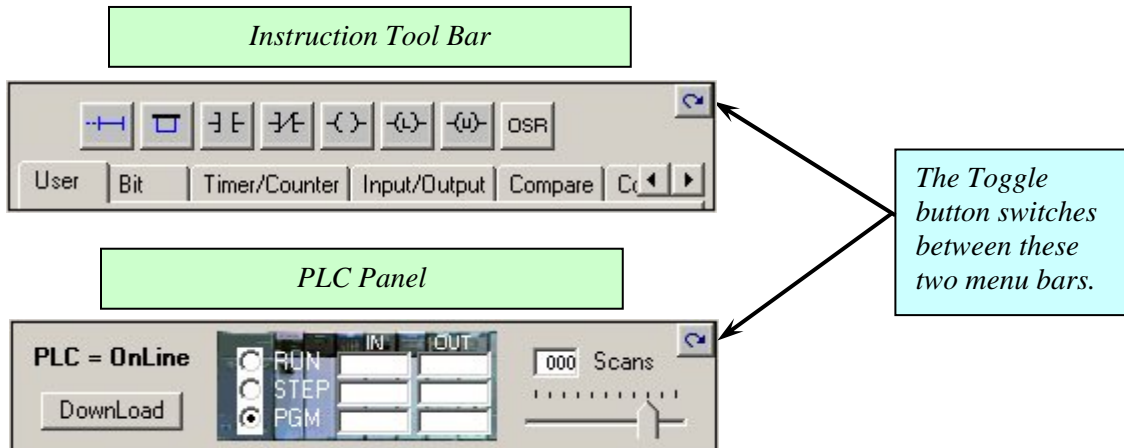 Instruction Tool Bar
OSR
User Bit Timer/Counter Input/Output Compare
The Toggle
button switches
between these
two menu bars.
PLC Panel
PLC = OnLine
DownLoad
IN OUT
RUN
STEP
PGM
000 Scans